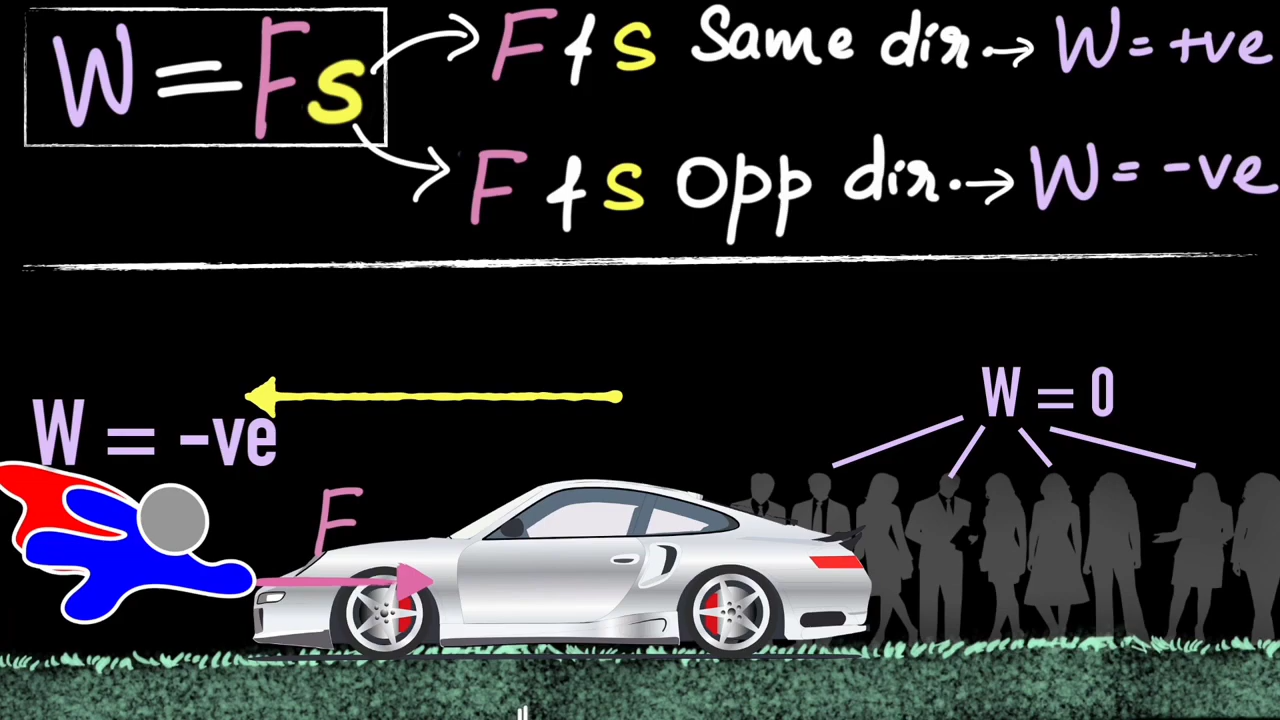 W = Fs
F & s Same dir. → W = +ve
F & s Opp dir. → W = -ve
W = 0
W = -ve
F